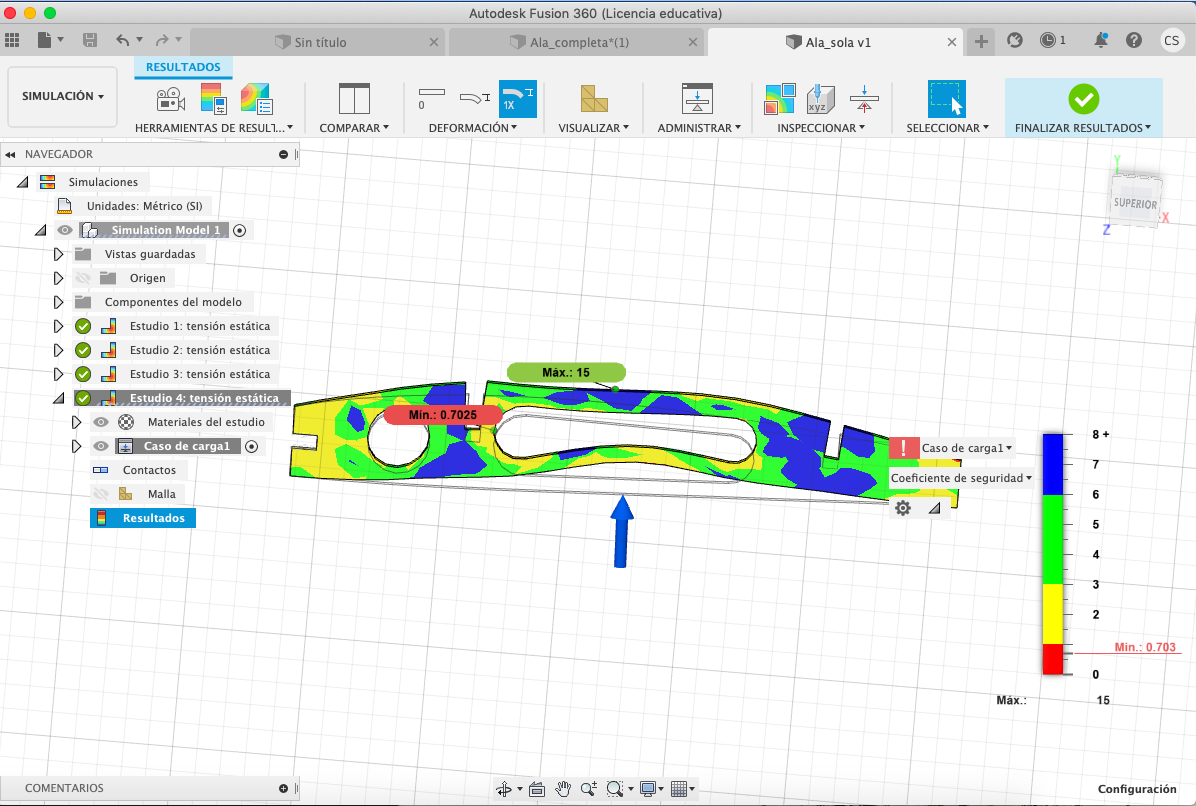 Autodesk Fusion 360 (Licencia educativa)
Sin título
Ala_completa*(1)
Ala_sola v1
1
CS
RESULTADOS
SIMULACIÓN
0
1X
HERRAMIENTAS DE RESULT...
COMPARAR
DEFORMACIÓN
VISUALIZAR
ADMINISTRAR
INSPECCIONAR
SELECCIONAR
FINALIZAR RESULTADOS
xyz
NAVEGADOR
Simulaciones
Unidades: Métrico (SI)
Simulation Model 1
Vistas guardadas
Origen
Componentes del modelo
Estudio 1: tensión estática
Estudio 2: tensión estática
Estudio 3: tensión estática
Estudio 4: tensión estática
Materiales del estudio
Caso de carga1
Contactos
Malla
Resultados
Y
SUPERIOR
X
Z
Máx.: 15
Mín.: 0.7025
Caso de carga1
Coeficiente de seguridad
8 +
7
6
5
4
3
2
Mín.: 0.703
0
Máx.: 15
COMENTARIOS
Configuración